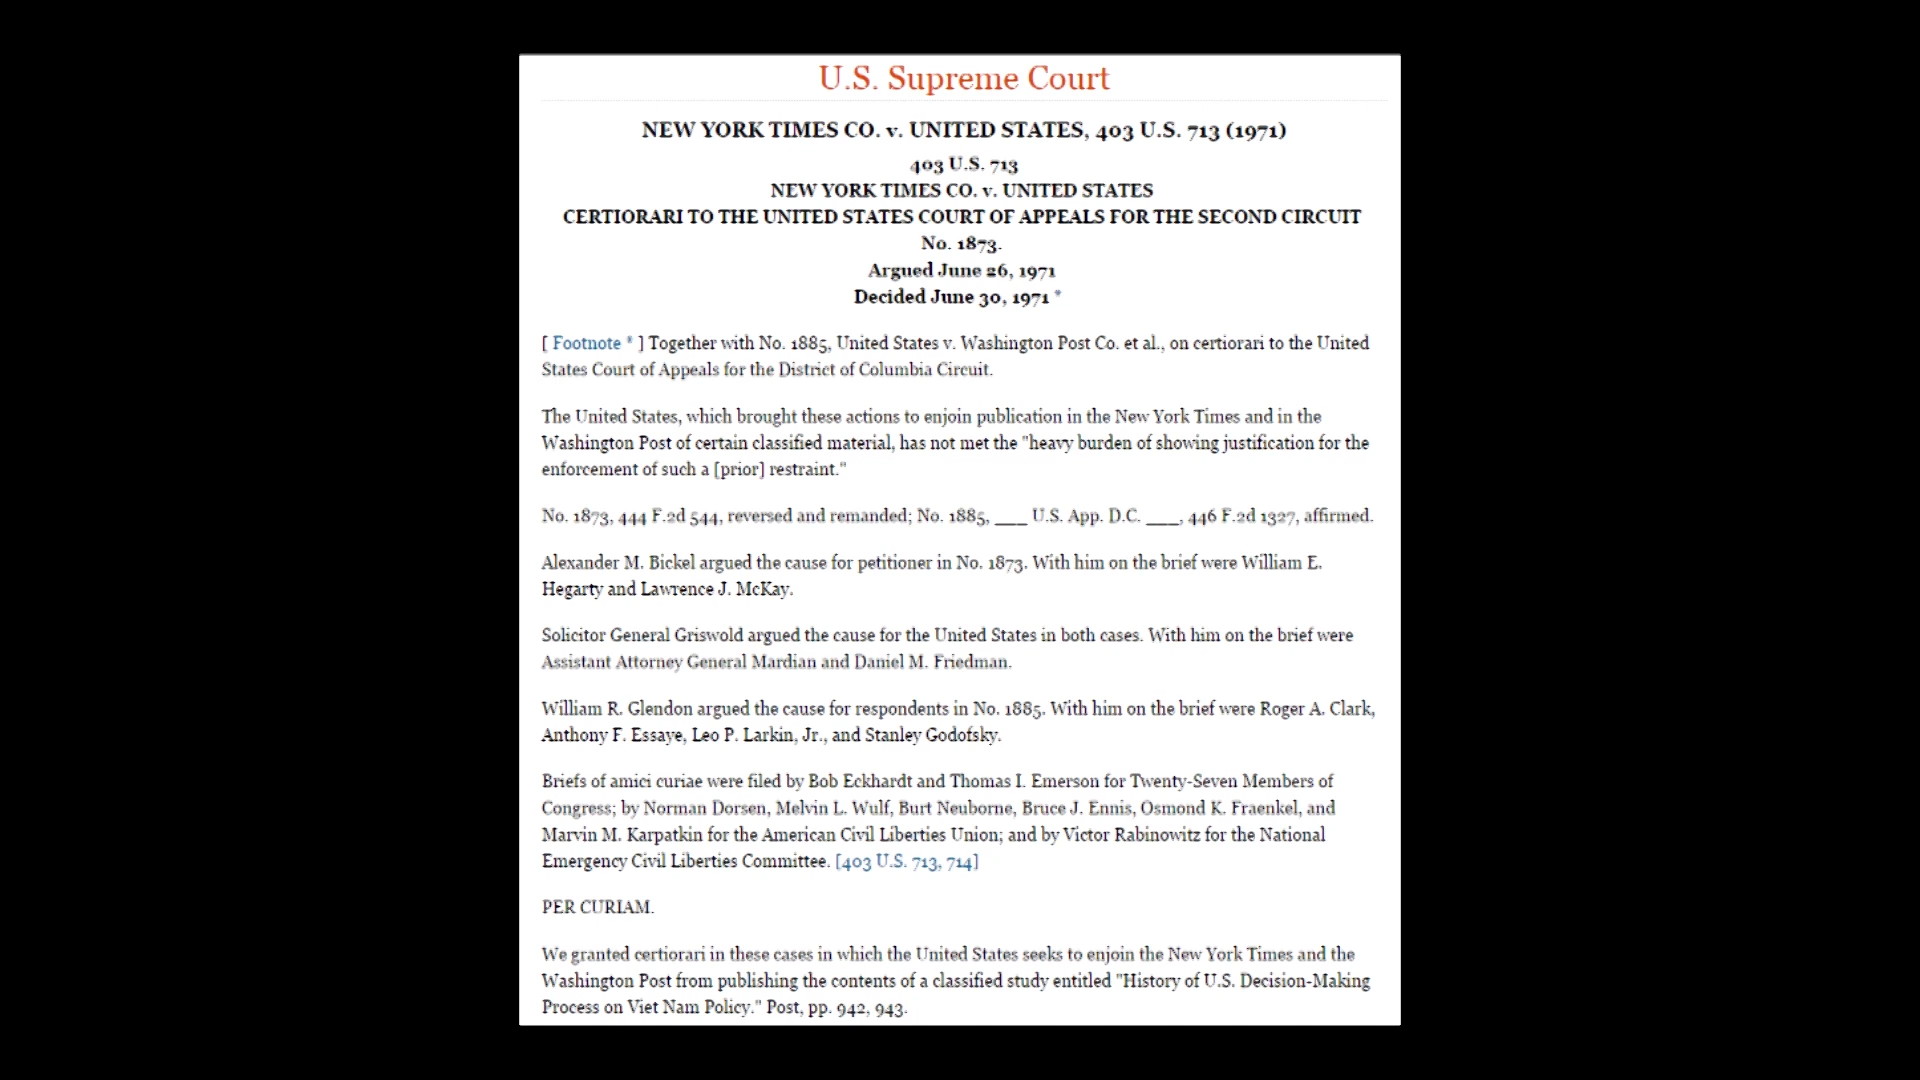 U.S. Supreme Court
NEW YORK TIMES CO. v. UNITED STATES, 403 U.S. 713 (1971)
403 U.S. 713
NEW YORK TIMES CO. v. UNITED STATES
CERTIORARI TO THE UNITED STATES COURT OF APPEALS FOR THE SECOND CIRCUIT
No. 1873.
Argued June 26, 1971
Decided June 30, 1971 *
[ Footnote * ] Together with No. 1885, United States v. Washington Post Co. et al., on certiorari to the United
States Court of Appeals for the District of Columbia Circuit.
The United States, which brought these actions to enjoin publication in the New York Times and in the
Washington Post of certain classified material, has not met the "heavy burden of showing justification for the
enforcement of such a [prior] restraint."
No. 1873, 444 F.2d 544, reversed and remanded; No. 1885, ___ U.S. App. D.C. ___, 446 F.2d 1327, affirmed.
Alexander M. Bickel argued the cause for petitioner in No. 1873. With him on the brief were William E.
Hegarty and Lawrence J. McKay.
Solicitor General Griswold argued the cause for the United States in both cases. With him on the brief were
Assistant Attorney General Mardian and Daniel M. Friedman.
William R. Glendon argued the cause for respondents in No. 1885. With him on the brief were Roger A. Clark,
Anthony F. Essaye, Leo P. Larkin, Jr., and Stanley Godofsky.
Briefs of amici curiae were filed by Bob Eckhardt and Thomas I. Emerson for Twenty-Seven Members of
Congress; by Norman Dorsen, Melvin L. Wulf, Burt Neuborne, Bruce J. Ennis, Osmond K. Fraenkel, and
Marvin M. Karpatkin for the American Civil Liberties Union; and by Victor Rabinowitz for the National
Emergency Civil Liberties Committee. [403 U.S. 713, 714]
PER CURIAM.
We granted certiorari in these cases in which the United States seeks to enjoin the New York Times and the
Washington Post from publishing the contents of a classified study entitled "History of U.S. Decision-Making
Process on Viet Nam Policy." Post, pp. 942, 943.